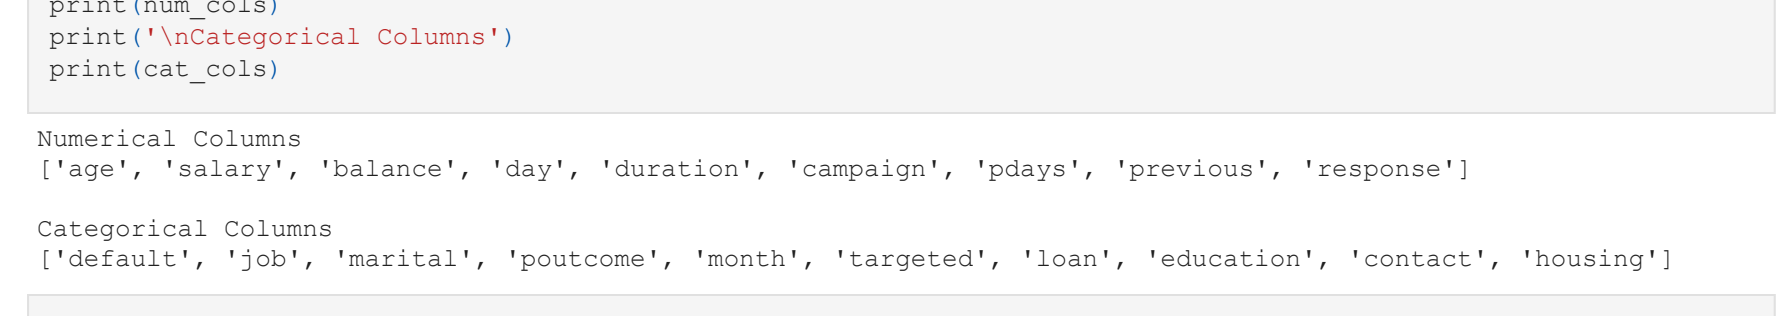 print(num_cols)
print('\nCategorical Columns')
print(cat_cols)
Numerical Columns
['age', 'salary', 'balance', 'day', 'duration', 'campaign', 'pdays', 'previous', 'response']
Categorical Columns
['default', 'job', 'marital', 'poutcome', 'month', 'targeted', 'loan', 'education', 'contact', 'housing']